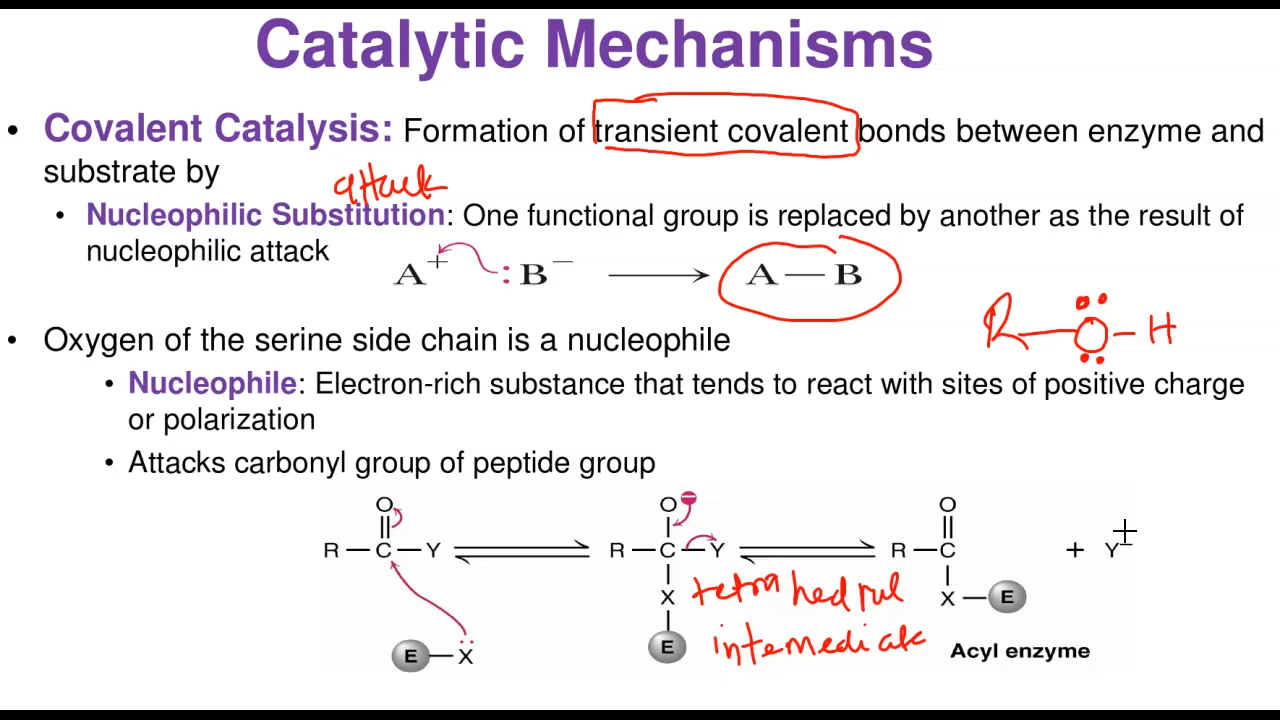 Catalytic Mechanisms
• Covalent Catalysis: Formation of transient covalent bonds between enzyme and
substrate by
attack
• Nucleophilic Substitution: One functional group is replaced by another as the result of
nucleophilic attack
A+ :B− → A — B
R—O—H
• Oxygen of the serine side chain is a nucleophile
• Nucleophile: Electron-rich substance that tends to react with sites of positive charge
or polarization
• Attacks carbonyl group of peptide group
O O − O
R — C — Y R — C — Y R — C + Y−
X X — E
tetrahedral
E — X E
intemediate
Acyl enzyme